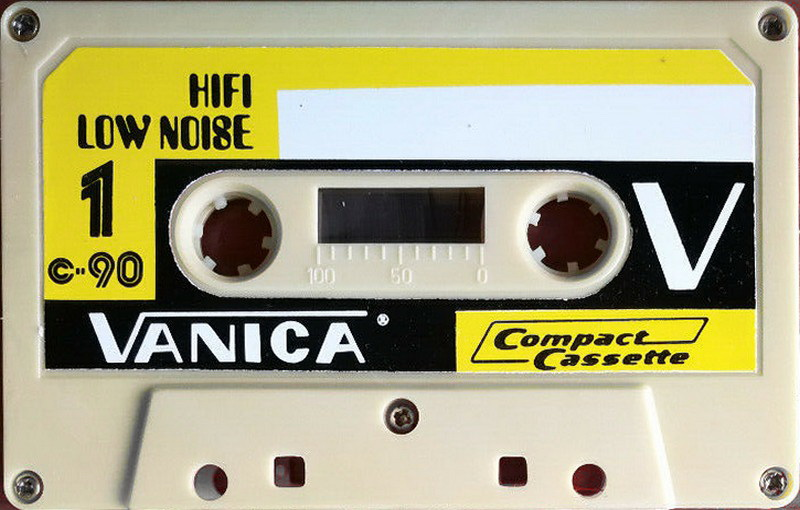 HIFI
LOW NOISE
1
C-90
100 50 0
V
VANICA®
Compact
Cassette